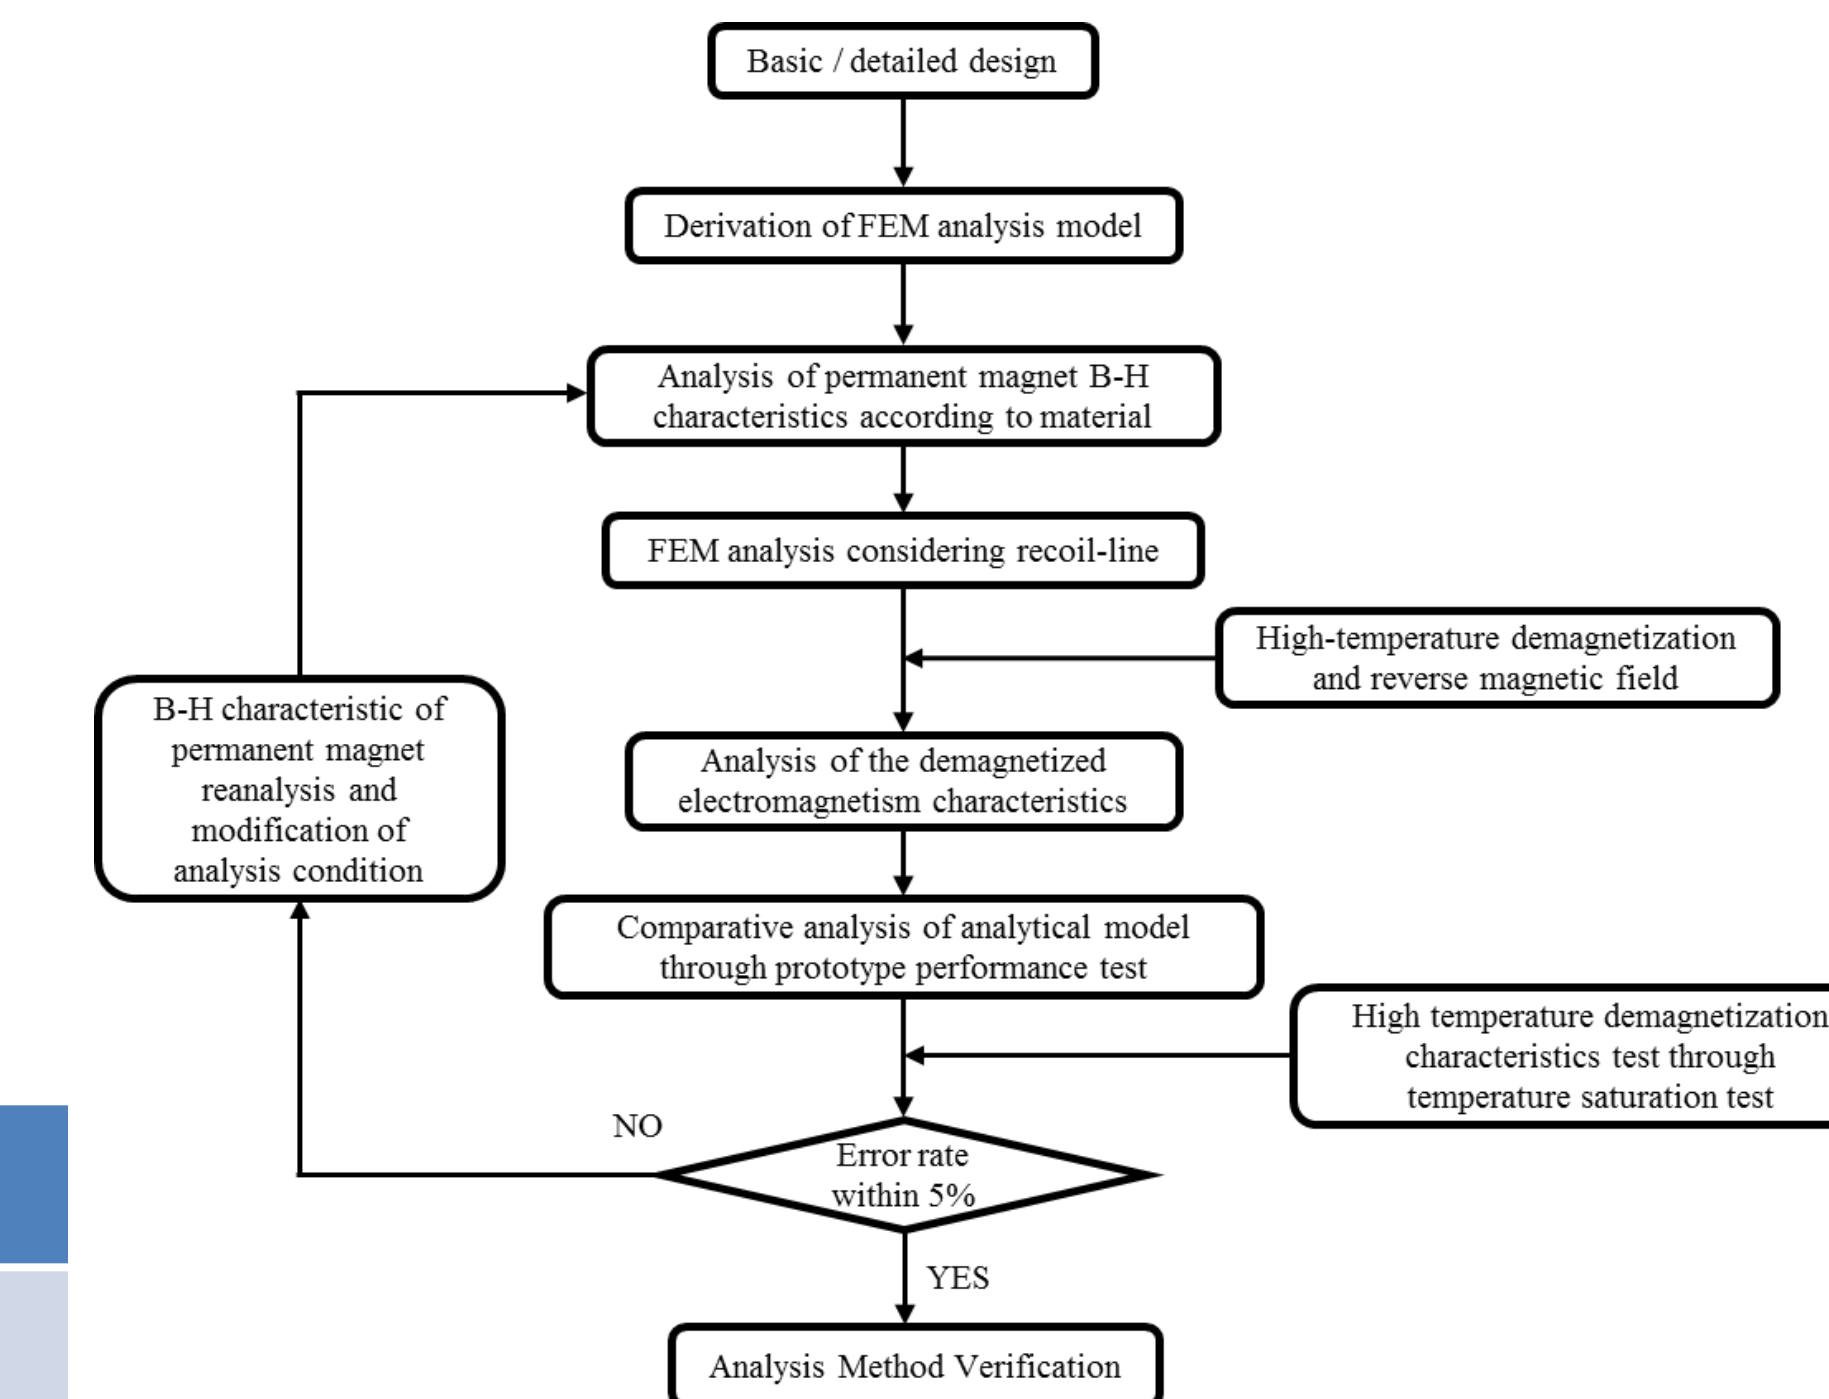 Basic / detailed design
Derivation of FEM analysis model
Analysis of permanent magnet B-H
characteristics according to material
FEM analysis considering recoil-line
High-temperature demagnetization
and reverse magnetic field
B-H characteristic of
permanent magnet
reanalysis and
modification of
analysis condition
Analysis of the demagnetized
electromagnetism characteristics
Comparative analysis of analytical model
through prototype performance test
High temperature demagnetization
characteristics test through
temperature saturation test
NO
Error rate
within 5%
YES
Analysis Method Verification